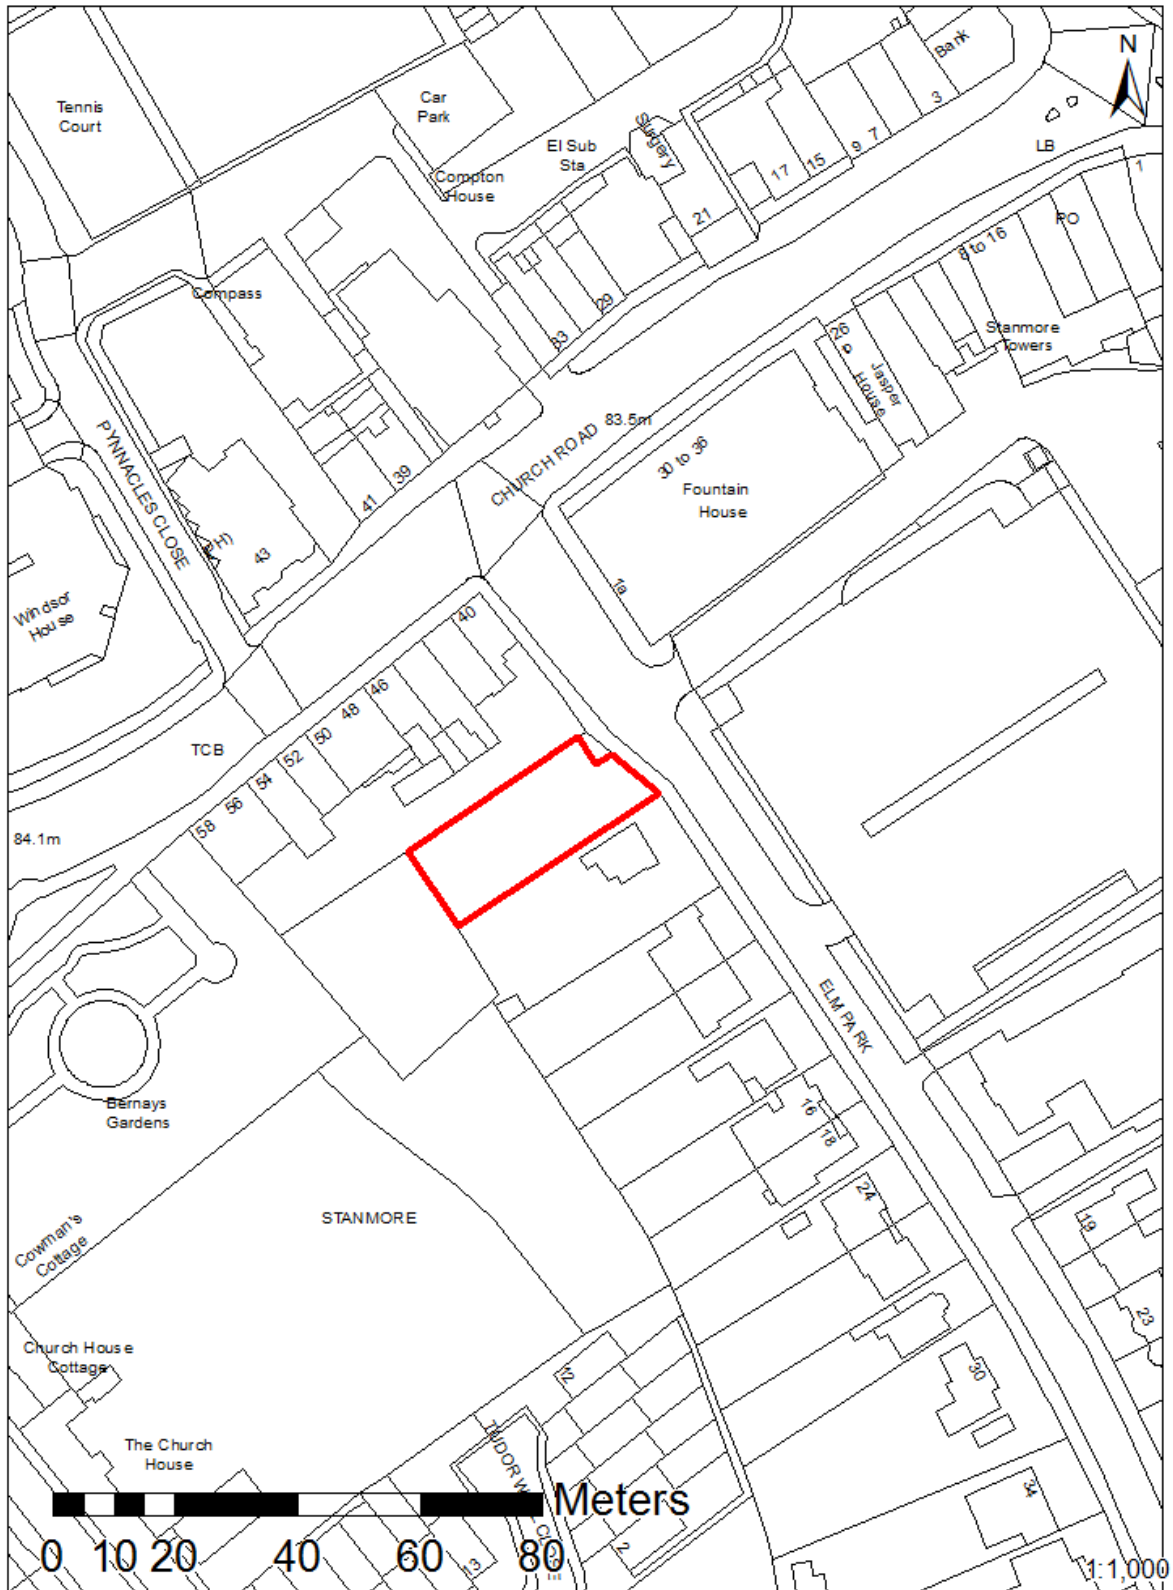 Bank
N
Tennis
Court
Car
Park
3
El Sub
Sta
Surgery
7
9
15
17
LB
1
Compton
House
21
PO
8 to 16
Compass
29
33
26
Stanmore
Towers
Jasper
House
CHURCH ROAD
83.5m
30 to 36
Fountain
House
PYNNACLES CLOSE
39
41
(PH)
43
1a
Windsor
House
40
46
48
50
52
54
56
58
TCB
84.1m
ELM PARK
Bernays
Gardens
16
18
24
STANMORE
19
Cowman's
Cottage
23
Church House
Cottage
12
30
The Church
House
34
2
13
Meters
0 10 20 40 60 80
1:1,000